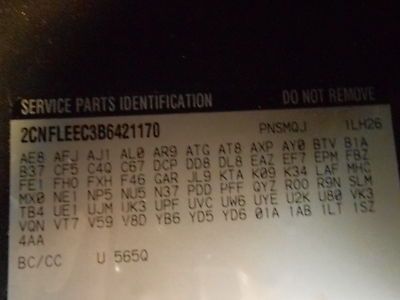 SERVICE PARTS IDENTIFICATION DO NOT REMOVE
2CNFLEEC3B6421170 PNSMQJ 1LH26
AE8 AFJ AJ1 AL0 AR9 ATG AT8 AXP AY0 BTV B1A
B37 CF5 C4Q C67 DCP DD8 DL8 EAZ EF7 EPM FBZ
FE1 FHO FXH F46 GAR JL9 KTA K09 K34 LAF MHC
MX0 NE1 NP5 NU5 N37 PDD PFF QYZ R00 R9N SLM
TB4 UE1 UJM UK3 UPF UVC UW6 UYE U2K U80 VK3
VQN VT7 V59 V8D YB6 YD5 YD6 01A 1AB 1LT 1SZ
4AA
BC/CC U 565Q